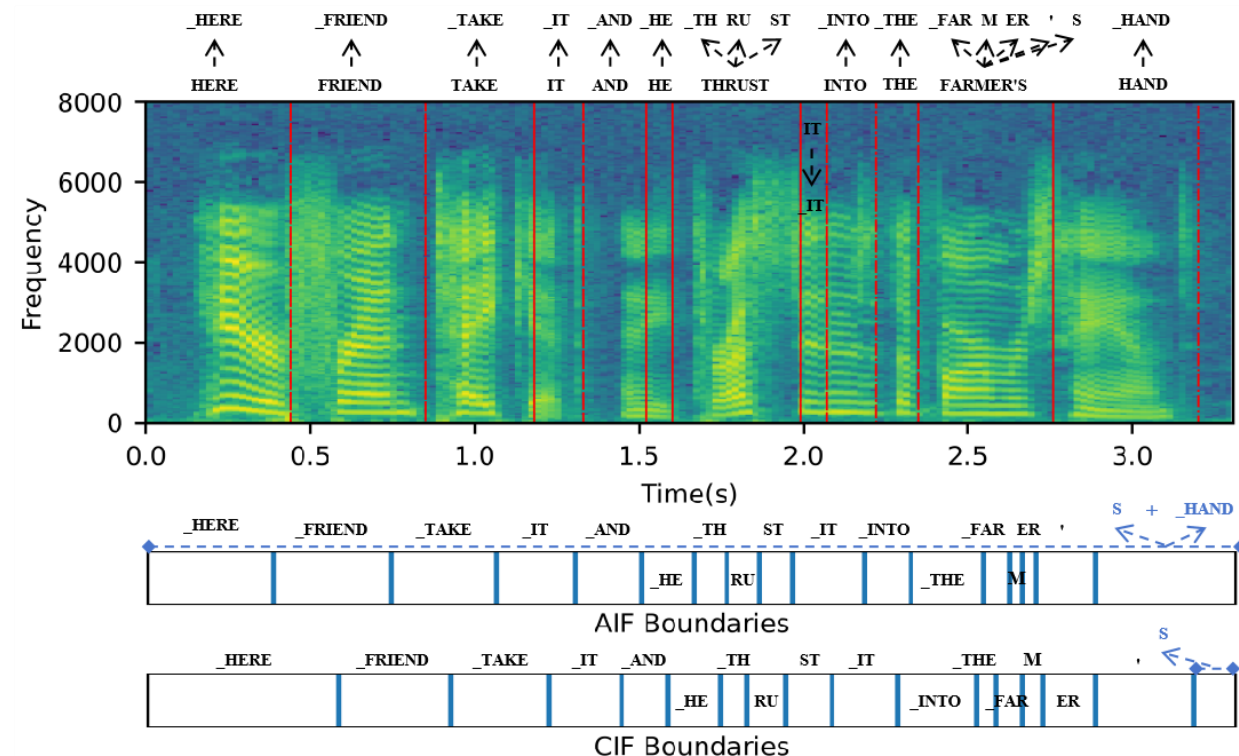 _HERE _FRIEND _TAKE _IT _AND _HE _TH RU ST _INTO _THE _FAR M ER ' S _HAND
HERE FRIEND TAKE IT AND HE THRUST INTO THE FARMER'S HAND
8000
6000
4000
2000
0
Frequency
IT
_IT
0.0 0.5 1.0 1.5 2.0 2.5 3.0
Time(s)
S + _HAND
_HERE _FRIEND _TAKE _IT _AND _TH ST _IT _INTO _FAR ER '
_HE RU _THE M
AIF Boundaries
S
_HERE _FRIEND _TAKE _IT _AND _TH ST _IT _THE M '
_HE RU _INTO _FAR ER
CIF Boundaries